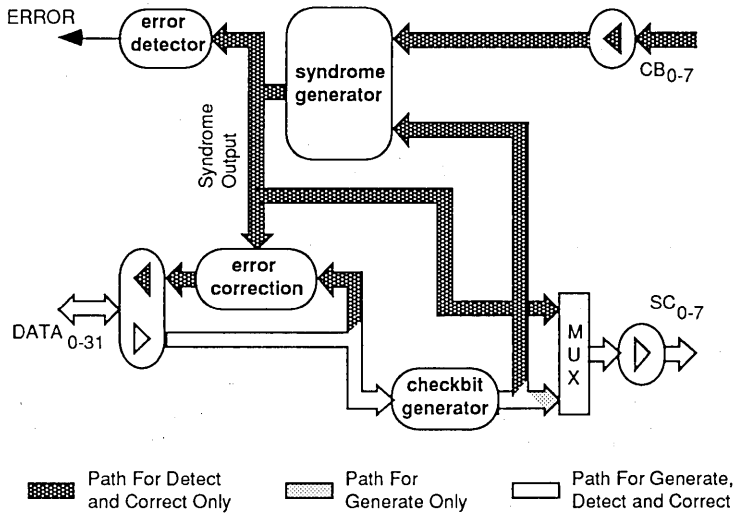 ERROR
error
detector
syndrome
generator
CB0-7
Syndrome
Output
error
correction
DATA 0-31
SC0-7
M
U
X
checkbit
generator
Path For Detect
and Correct Only
Path For
Generate Only
Path For Generate,
Detect and Correct